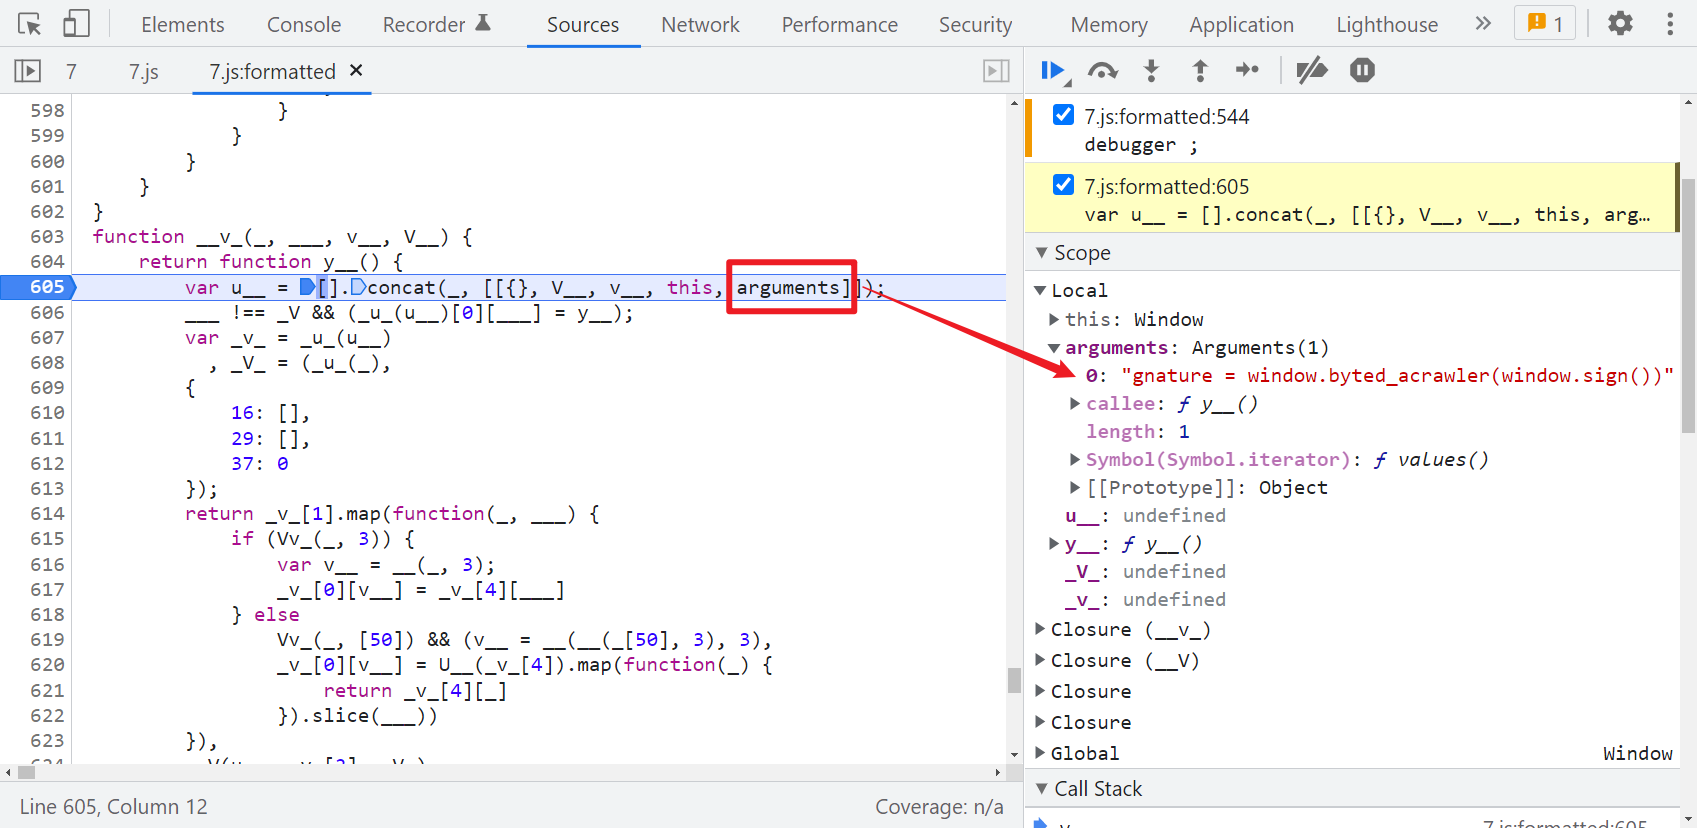 Elements Console Recorder Sources Network Performance Security Memory Application Lighthouse » 1
7 7.js 7.js:formatted ×
598 }
599 }
600 }
601 }
602 }
603 function __v_(_, ___, v__, V__) {
604 return function y__() {
605 var u__ = [].concat(_, [[{}, V__, v__, this, arguments]]);
606 ___ !== _V && (_u_(u__)[0][___] = y__);
607 var _v_ = _u_(u__)
608 , _V_ = (_u_(_),
609 {
610 16: [],
611 29: [],
612 37: 0
613 });
614 return _v_[1].map(function(_, ___) {
615 if (Vv_(_, 3)) {
616 var v__ = __(_, 3);
617 _v_[0][v__] = _v_[4][___]
618 } else
619 Vv_(_, [50]) && (v__ = __(__(_[50], 3), 3),
620 _v_[0][v__] = U__(_v_[4]).map(function(_) {
621 return _v_[4][_]
622 }).slice(___))
623 }),
Line 605, Column 12 Coverage: n/a
7.js:formatted:544
debugger ;
7.js:formatted:605
var u__ = [].concat(_, [[{}, V__, v__, this, arg…
Scope
Local
this: Window
arguments: Arguments(1)
0: "gnature = window.byted_acrawler(window.sign())"
callee: ƒ y__()
length: 1
Symbol(Symbol.iterator): ƒ values()
[[Prototype]]: Object
u__: undefined
y__: ƒ y__()
_V_: undefined
_v_: undefined
Closure (__v_)
Closure (__V)
Closure
Closure
Global Window
Call Stack
7.js:formatted:605